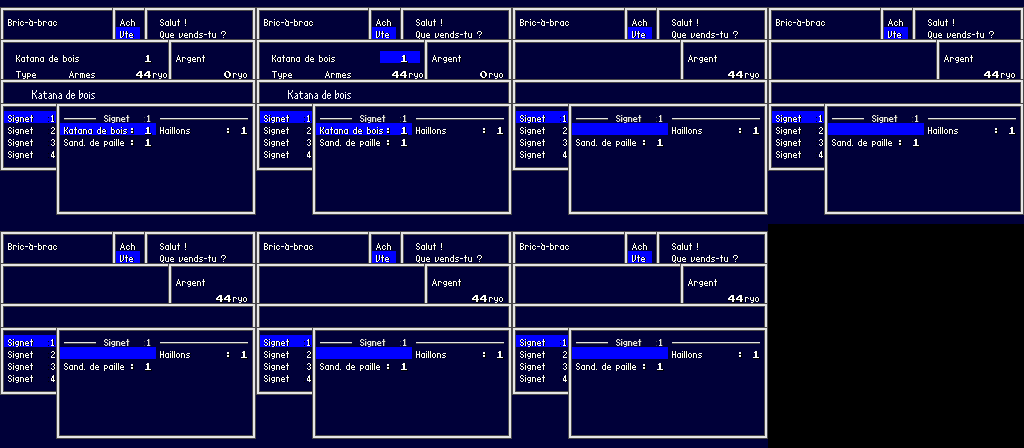 Bric-à-brac Ach Salut !
Vte Que vends-tu ?
Katana de bois 1 Argent
Type Armes 44ryo 0ryo
Katana de bois
Signet 1 Signet :1
Signet 2 Katana de bois : 1 Haillons : 1
Signet 3 Sand. de paille : 1
Signet 4
Bric-à-brac Ach Salut !
Vte Que vends-tu ?
Katana de bois 1 Argent
Type Armes 44ryo 0ryo
Katana de bois
Signet 1 Signet :1
Signet 2 Katana de bois : 1 Haillons : 1
Signet 3 Sand. de paille : 1
Signet 4
Bric-à-brac Ach Salut !
Vte Que vends-tu ?
Argent
44ryo
Signet 1 Signet :1
Signet 2 Haillons : 1
Signet 3 Sand. de paille : 1
Signet 4
Bric-à-brac Ach Salut !
Vte Que vends-tu ?
Argent
44ryo
Signet 1 Signet :1
Signet 2 Haillons : 1
Signet 3 Sand. de paille : 1
Signet 4
Bric-à-brac Ach Salut !
Vte Que vends-tu ?
Argent
44ryo
Signet 1 Signet :1
Signet 2 Haillons : 1
Signet 3 Sand. de paille : 1
Signet 4
Bric-à-brac Ach Salut !
Vte Que vends-tu ?
Argent
44ryo
Signet 1 Signet :1
Signet 2 Haillons : 1
Signet 3 Sand. de paille : 1
Signet 4
Bric-à-brac Ach Salut !
Vte Que vends-tu ?
Argent
44ryo
Signet 1 Signet :1
Signet 2 Haillons : 1
Signet 3 Sand. de paille : 1
Signet 4